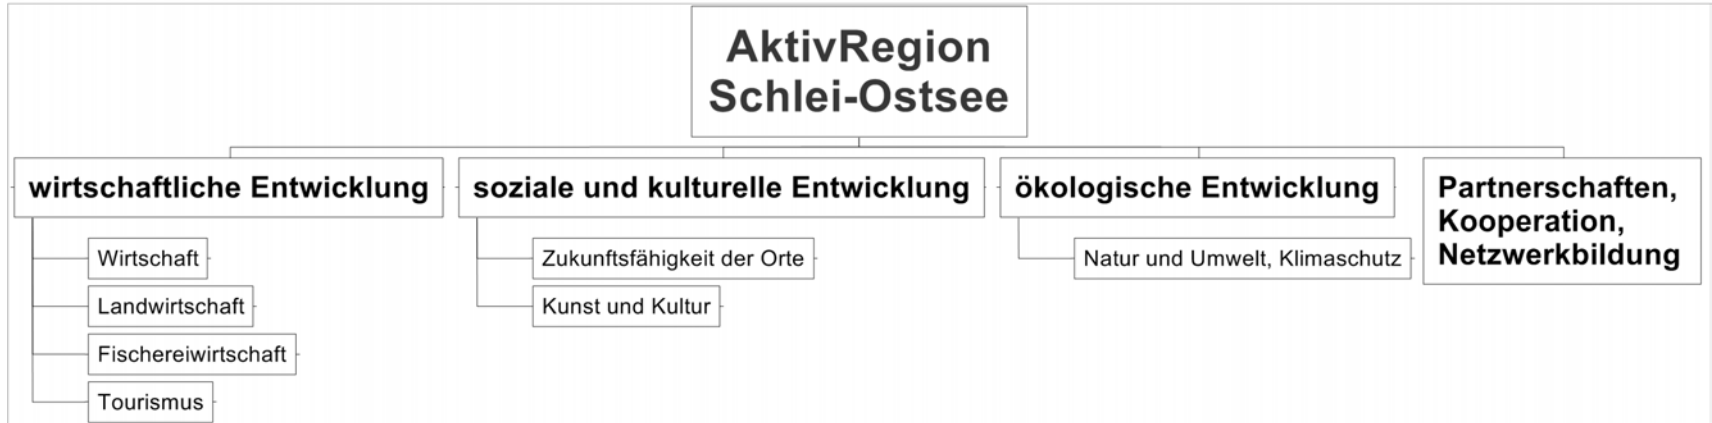 AktivRegion
Schlei-Ostsee
wirtschaftliche Entwicklung
Wirtschaft
Landwirtschaft
Fischereiwirtschaft
Tourismus
soziale und kulturelle Entwicklung
Zukunftsfähigkeit der Orte
Kunst und Kultur
ökologische Entwicklung
Natur und Umwelt, Klimaschutz
Partnerschaften,
Kooperation,
Netzwerkbildung